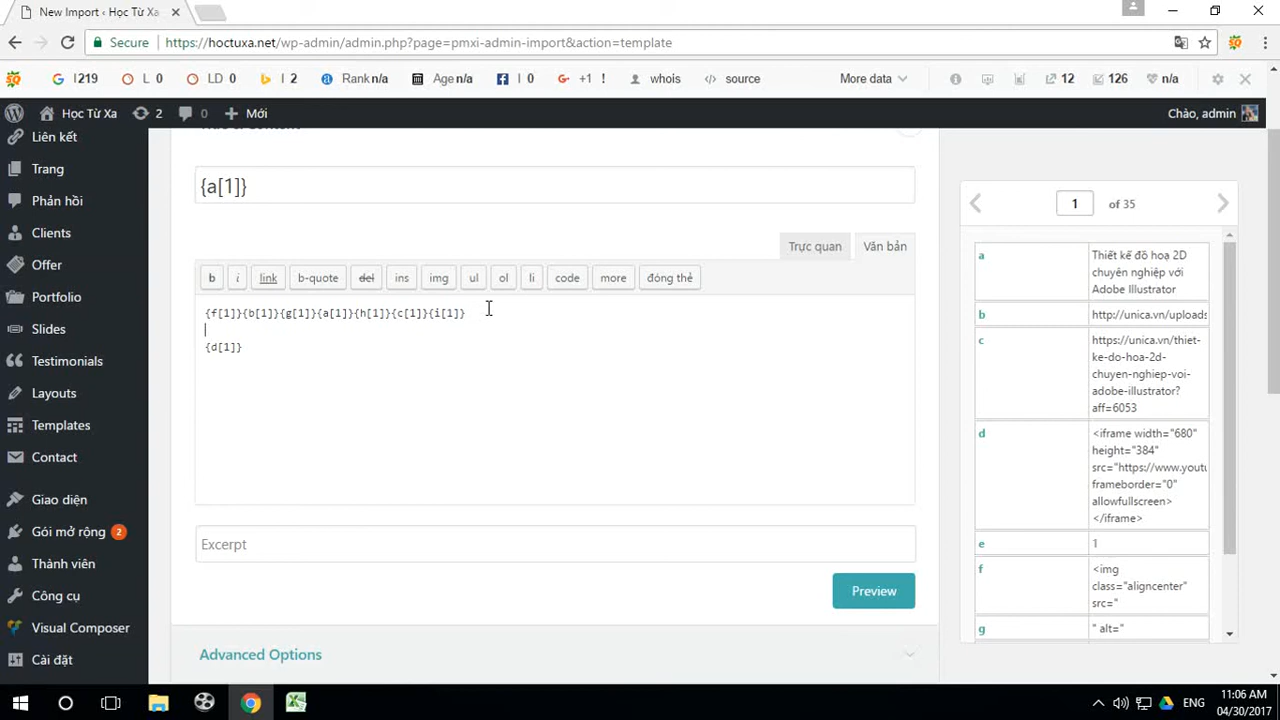 New Import ‹ Học Từ Xa
Secure
https://hoctuxa.net/wp-admin/admin.php?page=pmxi-admin-import&action=template
I 219
L 0
LD 0
I 2
Rank n/a
Age n/a
I 0
+1 !
whois
source
More data
12
126
n/a
Học Từ Xa
2
0
Mới
Chào, admin
Liên kết
Trang
Phản hồi
Clients
Offer
Portfolio
Slides
Testimonials
Layouts
Templates
Contact
Giao diện
Gói mở rộng 2
Thành viên
Công cụ
Visual Composer
Cài đặt
{a[1]}
Trực quan
Văn bản
b
i
link
b-quote
del
ins
img
ul
ol
li
code
more
đóng thẻ
{f[1]}{b[1]}{g[1]}{a[1]}{h[1]}{c[1]}{i[1]}
{d[1]}
Excerpt
Preview
Advanced Options
1 of 35
a
Thiết kế đồ hoạ 2D
chuyên nghiệp với
Adobe Illustrator
b
http://unica.vn/uploads
c
https://unica.vn/thiet-
ke-do-hoa-2d-
chuyen-nghiep-voi-
adobe-illustrator?
aff=6053
d
<iframe width="680"
height="384"
src="https://www.youtu
frameborder="0"
allowfullscreen>
</iframe>
e
1
f
<img
class="aligncenter"
src="
g
" alt="
ENG
11:06 AM
04/30/2017